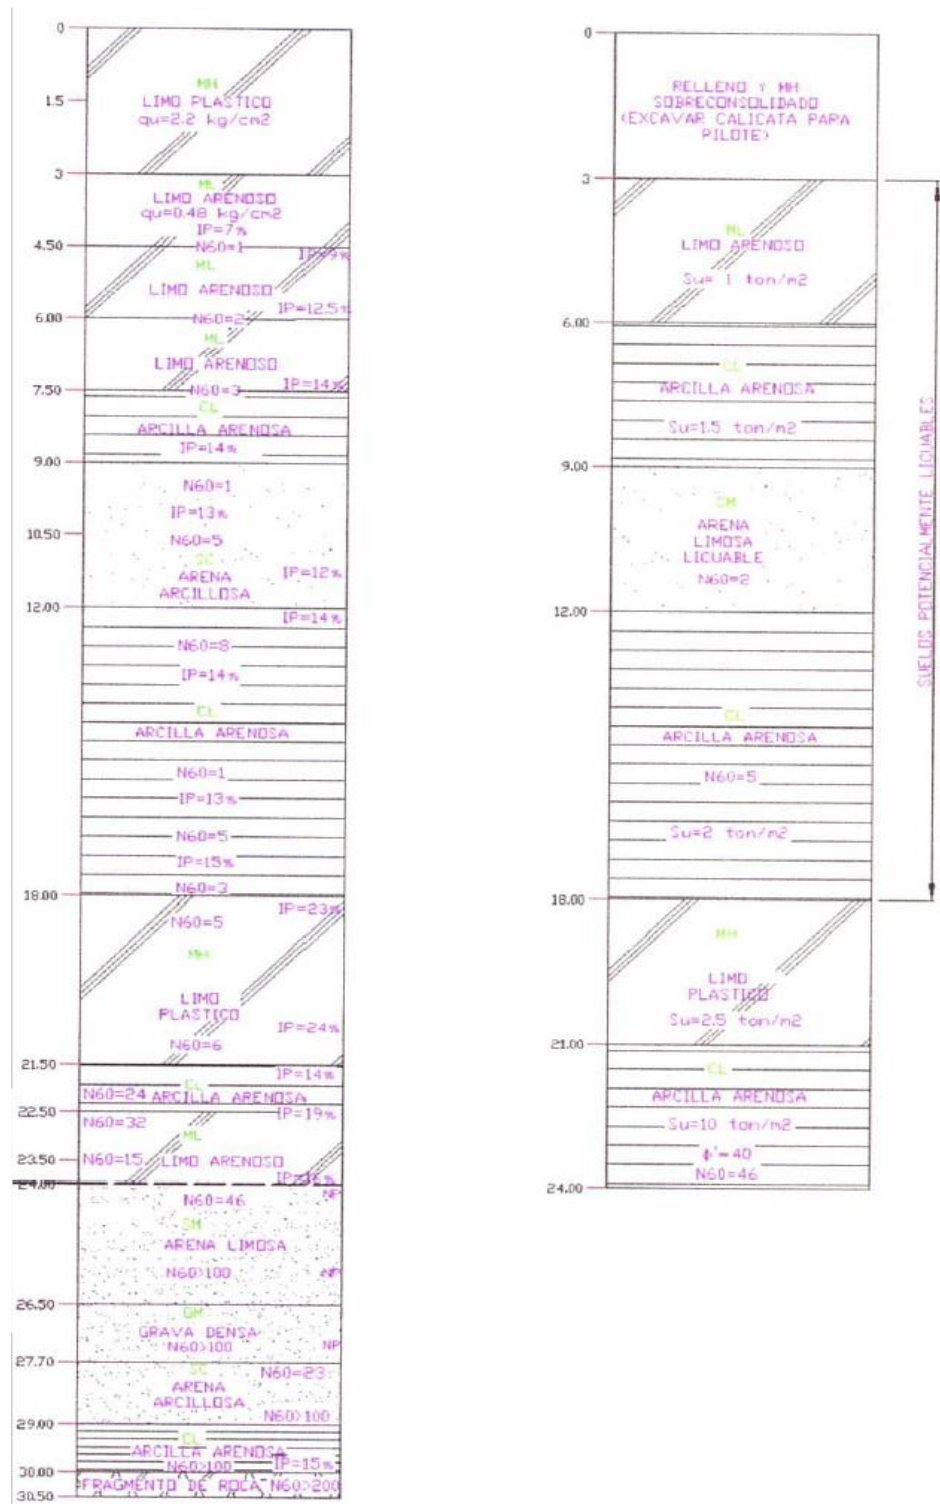 0
MH
1.5
LIMO PLASTICO
qu=2.2 kg/cm2
3
ML
LIMO ARENOSO
qu=0.48 kg/cm2
IP=7%
4.50
N60=1
IP=9%
ML
LIMO ARENOSO
IP=12.5%
6.00
N60=2
ML
LIMO ARENOSO
IP=14%
7.50
N60=3
CL
ARCILLA ARENOSA
IP=14%
9.00
N60=1
IP=13%
10.50
N60=5
SC
IP=12%
ARENA
ARCILLOSA
12.00
IP=14%
N60=8
IP=14%
CL
ARCILLA ARENOSA
N60=1
IP=13%
N60=5
IP=15%
N60=3
18.00
IP=23%
N60=5
MH
LIMO
PLASTICO
IP=24%
N60=6
21.50
IP=14%
CL
N60=24 ARCILLA ARENOSA
22.50
IP=19%
N60=32
ML
23.50
N60=15 LIMO ARENOSO
IP=16%
24.00
NP
N60=46
SM
ARENA LIMOSA
N60>100
NP
26.50
GM
GRAVA DENSA
N60>100
NP
27.70
SC
N60=23
ARENA
ARCILLOSA
N60>100
29.00
CL
ARCILLA ARENOSA
N60>100
IP=15%
30.00
FRAGMENTO DE ROCA N60>200
30.50
0
RELLENO Y MH
SOBRECONSOLIDADO
(EXCAVAR CALICATA PARA
PILOTE)
3
ML
LIMO ARENOSO
Su= 1 ton/m2
6.00
CL
ARCILLA ARENOSA
Su=1.5 ton/m2
9.00
SM
ARENA
LIMOSA
LICUABLE
N60=2
12.00
CL
ARCILLA ARENOSA
N60=5
Su=2 ton/m2
18.00
MH
LIMO
PLASTICO
Su=2.5 ton/m2
21.00
CL
ARCILLA ARENOSA
Su=10 ton/m2
ϕ'=40
N60=46
24.00
SUELOS POTENCIALMENTE LICUABLES